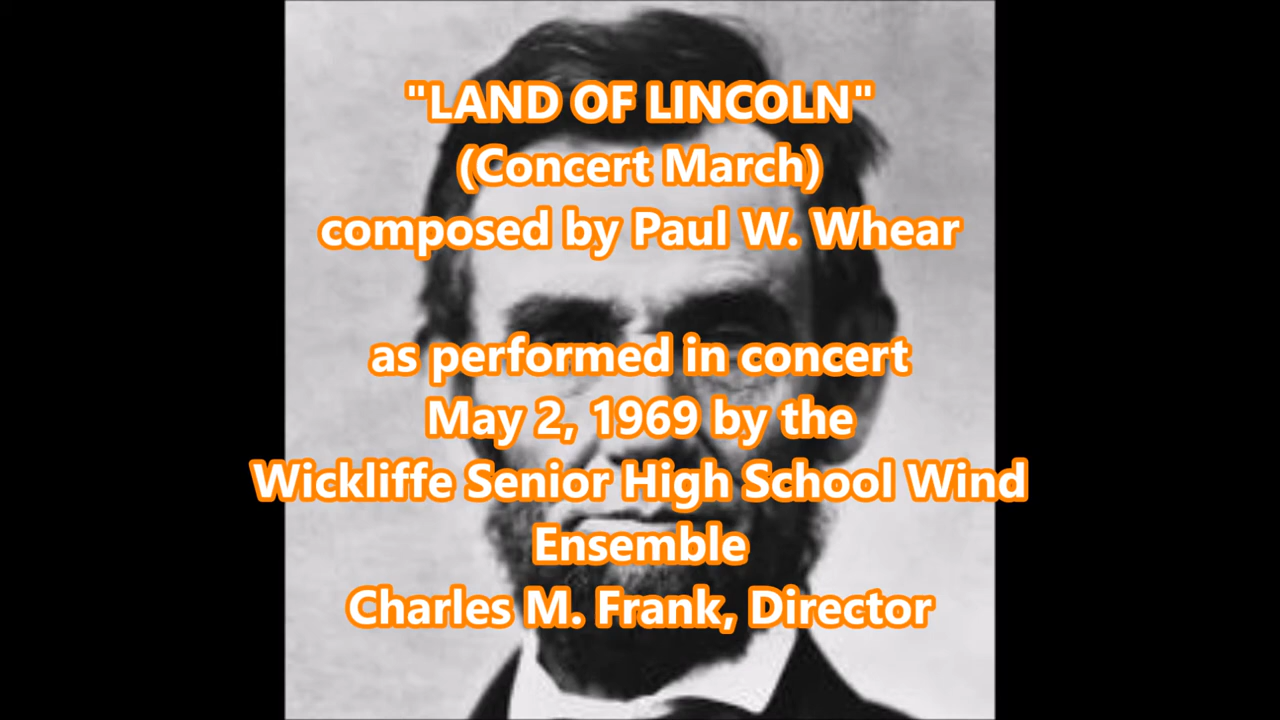 "LAND OF LINCOLN"
(Concert March)
composed by Paul W. Whear
as performed in concert
May 2, 1969 by the
Wickliffe Senior High School Wind
Ensemble
Charles M. Frank, Director